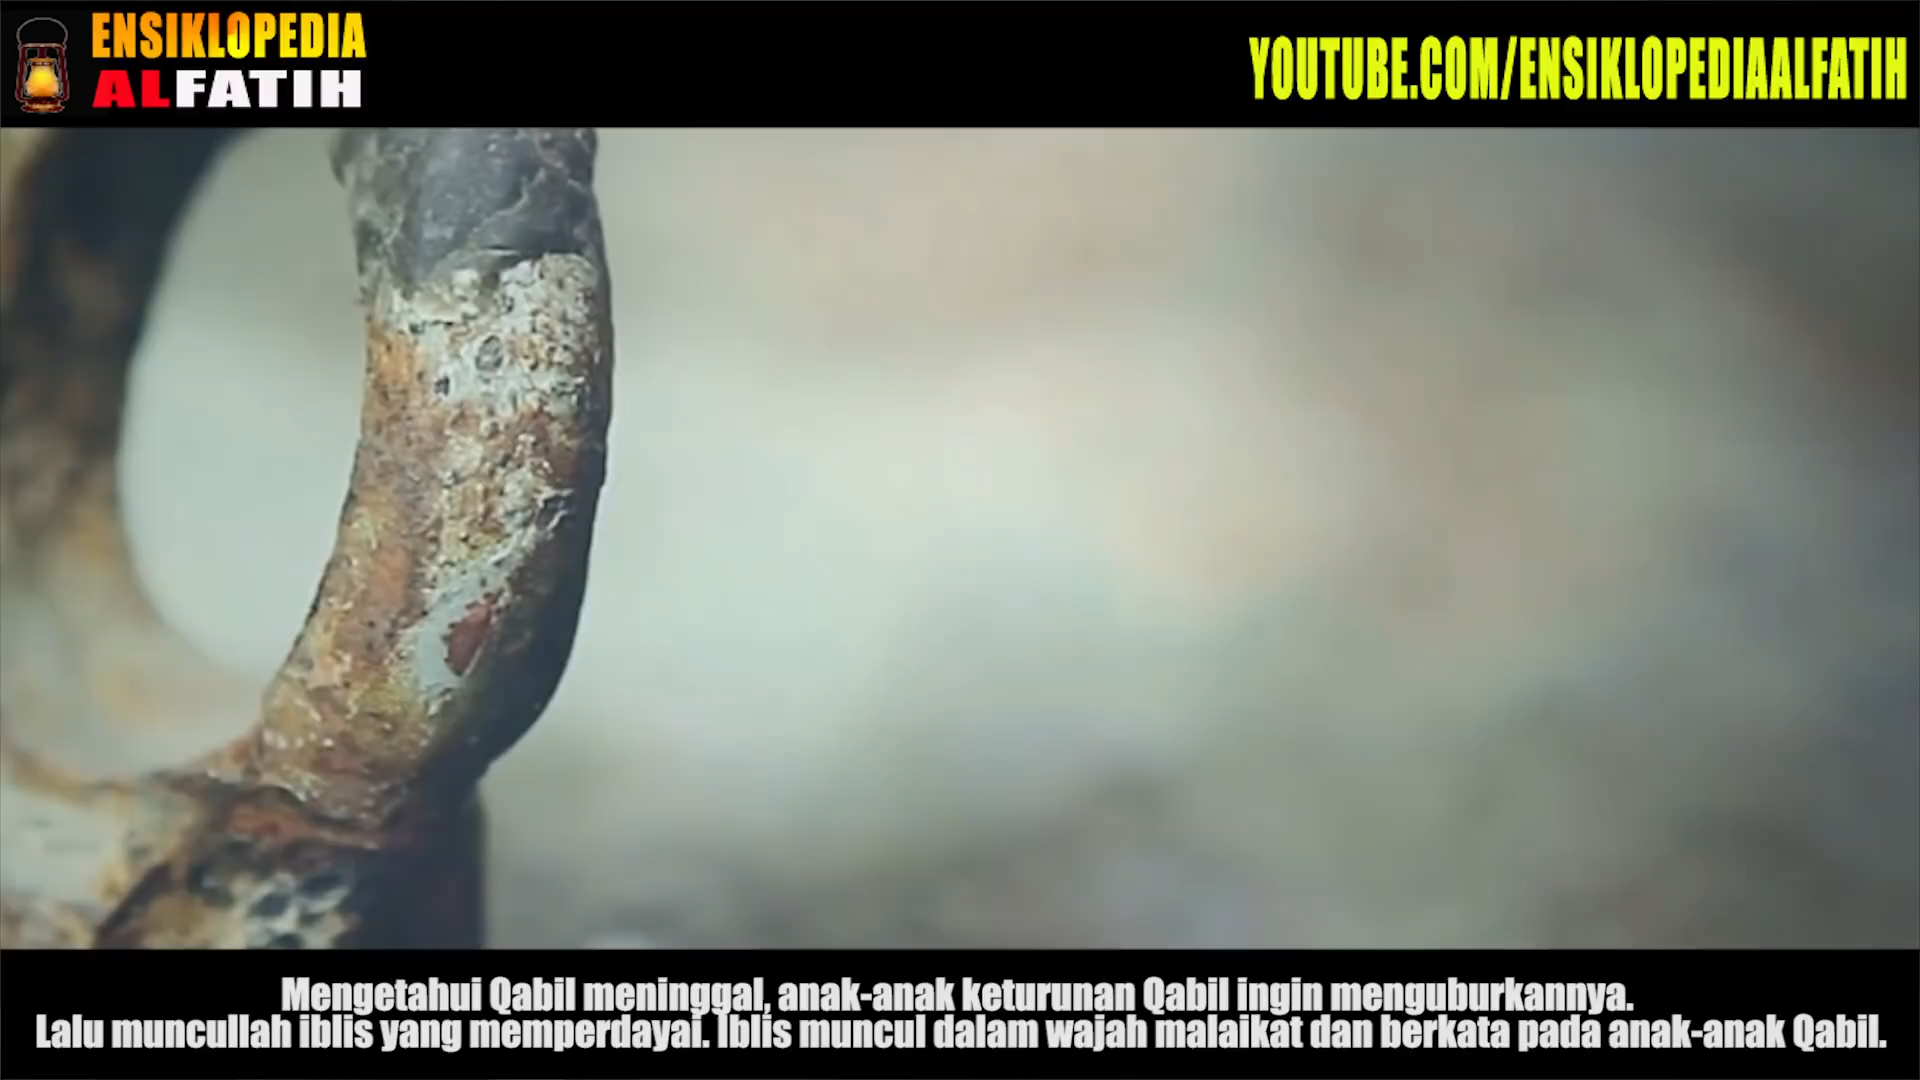 ENSIKLOPEDIA
ALFATIH
YOUTUBE.COM/ENSIKLOPEDIAALFATIH
Mengetahui Qabil meninggal, anak-anak keturunan Qabil ingin menguburkannya.
Lalu muncullah iblis yang memperdayai. Iblis muncul dalam wajah malaikat dan berkata pada anak-anak Qabil.